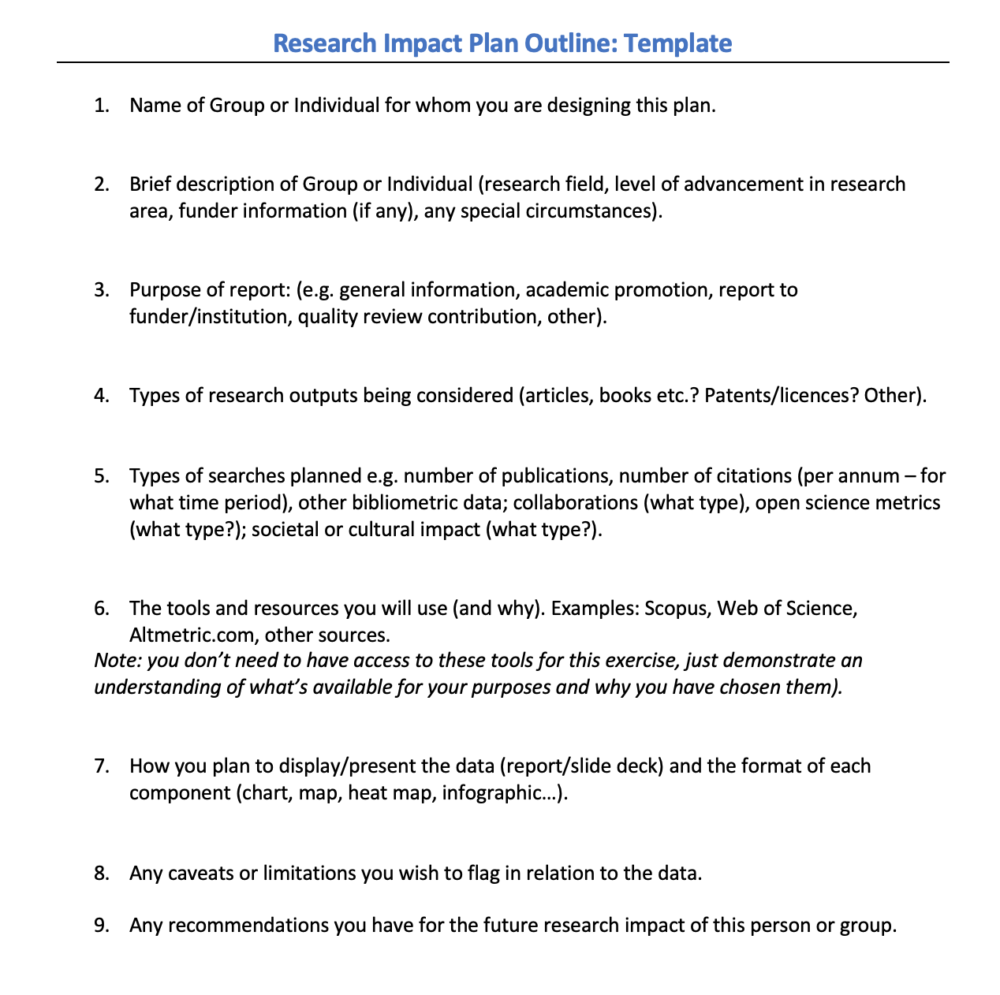 Research Impact Plan Outline: Template
1. Name of Group or Individual for whom you are designing this plan.
2. Brief description of Group or Individual (research field, level of advancement in research
area, funder information (if any), any special circumstances).
3. Purpose of report: (e.g. general information, academic promotion, report to
funder/institution, quality review contribution, other).
4. Types of research outputs being considered (articles, books etc.? Patents/licences? Other).
5. Types of searches planned e.g. number of publications, number of citations (per annum – for
what time period), other bibliometric data; collaborations (what type), open science metrics
(what type?); societal or cultural impact (what type?).
6. The tools and resources you will use (and why). Examples: Scopus, Web of Science,
Altmetric.com, other sources.
Note: you don’t need to have access to these tools for this exercise, just demonstrate an
understanding of what’s available for your purposes and why you have chosen them).
7. How you plan to display/present the data (report/slide deck) and the format of each
component (chart, map, heat map, infographic…).
8. Any caveats or limitations you wish to flag in relation to the data.
9. Any recommendations you have for the future research impact of this person or group.